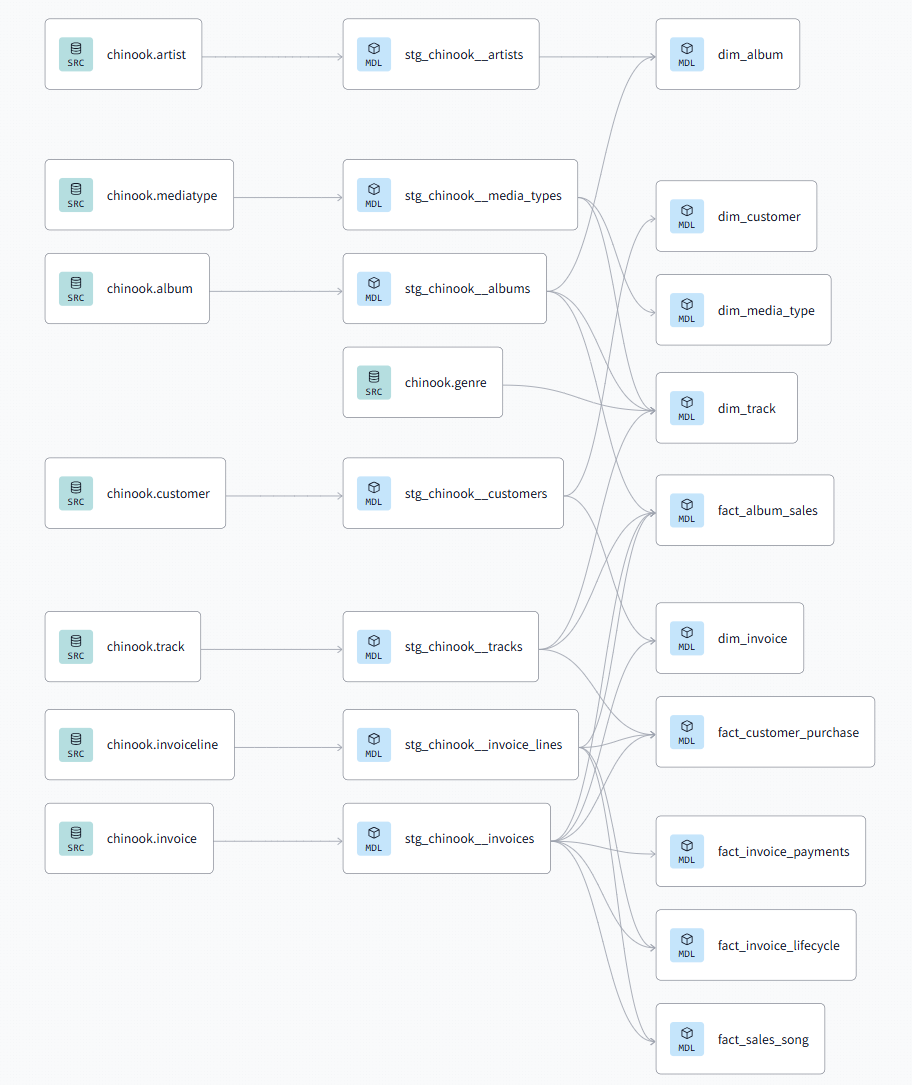 SRC chinook.artist
MDL stg_chinook__artists
MDL dim_album
SRC chinook.mediatype
MDL stg_chinook__media_types
MDL dim_customer
SRC chinook.album
MDL stg_chinook__albums
MDL dim_media_type
SRC chinook.genre
MDL dim_track
SRC chinook.customer
MDL stg_chinook__customers
MDL fact_album_sales
SRC chinook.track
MDL stg_chinook__tracks
MDL dim_invoice
SRC chinook.invoiceline
MDL stg_chinook__invoice_lines
MDL fact_customer_purchase
SRC chinook.invoice
MDL stg_chinook__invoices
MDL fact_invoice_payments
MDL fact_invoice_lifecycle
MDL fact_sales_song